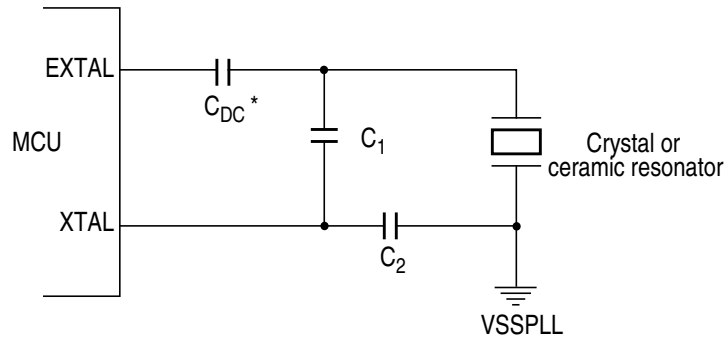 EXTAL
C_DC *
MCU
C_1
Crystal or
ceramic resonator
XTAL
C_2
VSSPLL